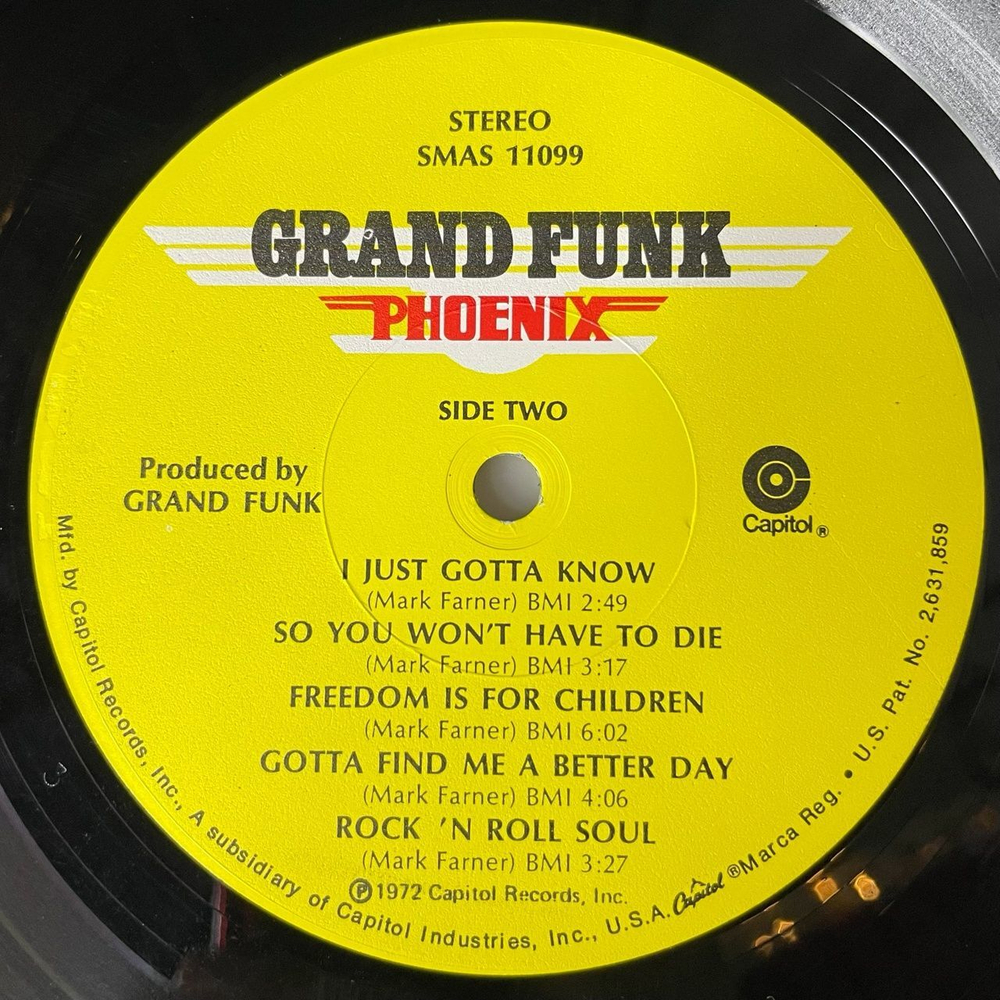 STEREO
SMAS 11099
GRAND FUNK
PHOENIX
SIDE TWO
Produced by
GRAND FUNK
Capitol®
I JUST GOTTA KNOW
(Mark Farner) BMI 2:49
SO YOU WON'T HAVE TO DIE
(Mark Farner) BMI 3:17
FREEDOM IS FOR CHILDREN
(Mark Farner) BMI 6:02
GOTTA FIND ME A BETTER DAY
(Mark Farner) BMI 4:06
ROCK 'N ROLL SOUL
(Mark Farner) BMI 3:27
Ⓟ1972 Capitol Records, Inc.
Mfd. by Capitol Records, Inc., A subsidiary of Capitol Industries, Inc., U.S.A. Capitol ®Marca Reg. • U.S. Pat. No. 2,631,859
3